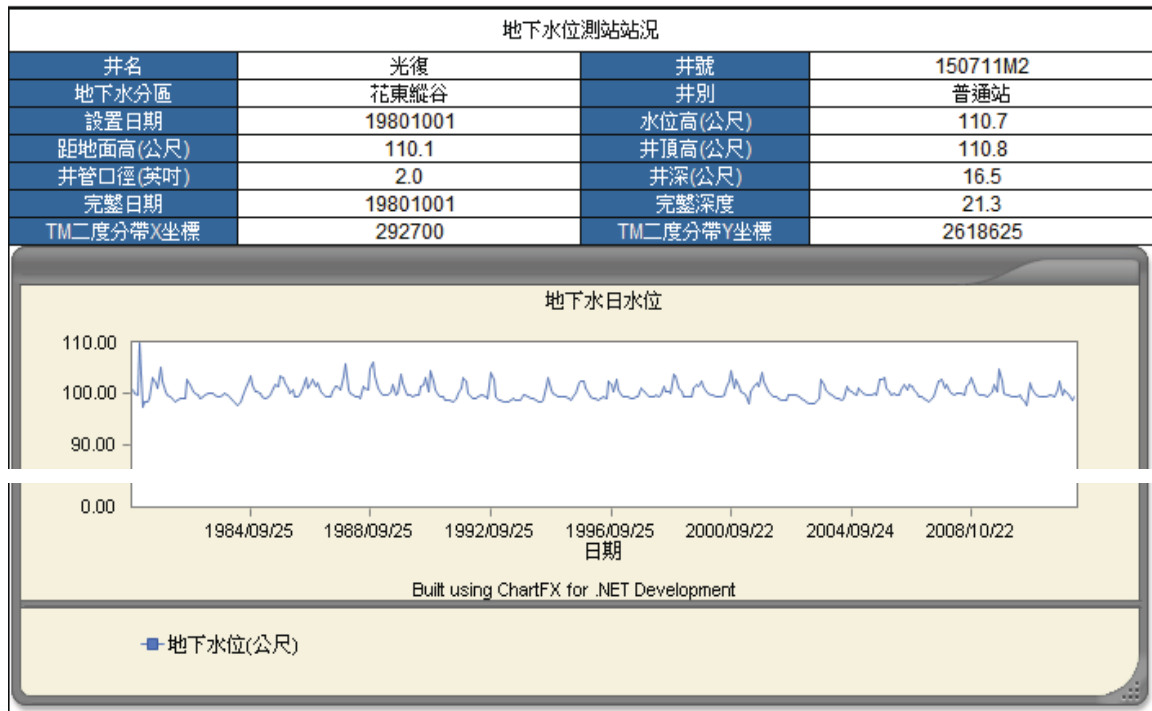 地下水位測站站況
井名 光復 井號 150711M2
地下水分區 花東縱谷 井別 普通站
設置日期 19801001 水位高(公尺) 110.7
距地面高(公尺) 110.1 井頂高(公尺) 110.8
井管口徑(英吋) 2.0 井深(公尺) 16.5
完鑿日期 19801001 完鑿深度 21.3
TM二度分帶X坐標 292700 TM二度分帶Y坐標 2618625
地下水日水位
110.00
100.00
90.00
0.00
1984/09/25 1988/09/25 1992/09/25 1996/09/25 2000/09/22 2004/09/24 2008/10/22
日期
Built using ChartFX for .NET Development
地下水位(公尺)